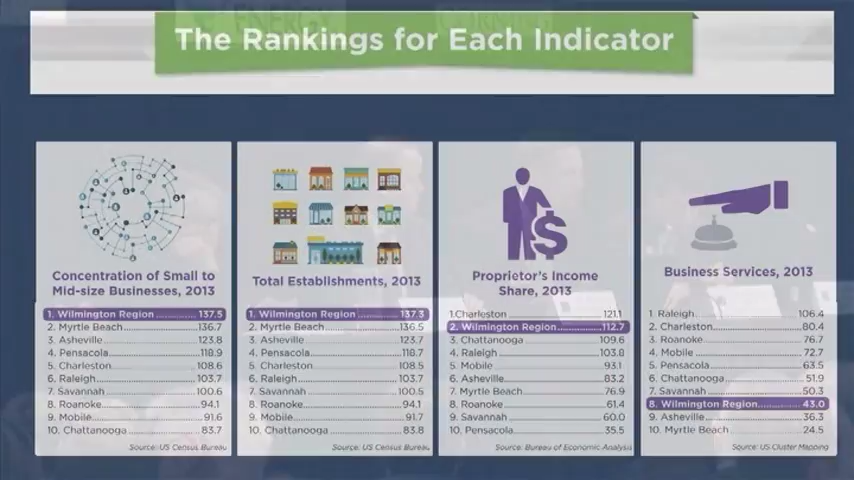 ENERGY
CORNING
The Rankings for Each Indicator
Concentration of Small to
Mid-size Businesses, 2013
1. Wilmington Region 137.5
2. Myrtle Beach 136.7
3. Asheville 123.8
4. Pensacola 118.9
5. Charleston 108.6
6. Raleigh 103.7
7. Savannah 100.6
8. Roanoke 94.1
9. Mobile 91.6
10. Chattanooga 83.7
Source: US Census Bureau
Total Establishments, 2013
1. Wilmington Region 137.3
2. Myrtle Beach 136.5
3. Asheville 123.7
4. Pensacola 118.7
5. Charleston 108.5
6. Raleigh 103.7
7. Savannah 100.5
8. Roanoke 94.1
9. Mobile 91.7
10. Chattanooga 83.8
Source: US Census Bureau
Proprietor's Income
Share, 2013
1.Charleston 121.1
2. Wilmington Region 112.7
3. Chattanooga 109.6
4. Raleigh 103.8
5. Mobile 93.1
6. Asheville 83.2
7. Myrtle Beach 76.9
8. Roanoke 61.4
9. Savannah 60.0
10. Pensacola 35.5
Source: Bureau of Economic Analysis
Business Services, 2013
1. Raleigh 106.4
2. Charleston 80.4
3. Roanoke 76.7
4. Mobile 72.7
5. Pensacola 63.5
6. Chattanooga 51.9
7. Savannah 50.3
8. Wilmington Region 43.0
9. Asheville 36.3
10. Myrtle Beach 24.5
Source: US Cluster Mapping